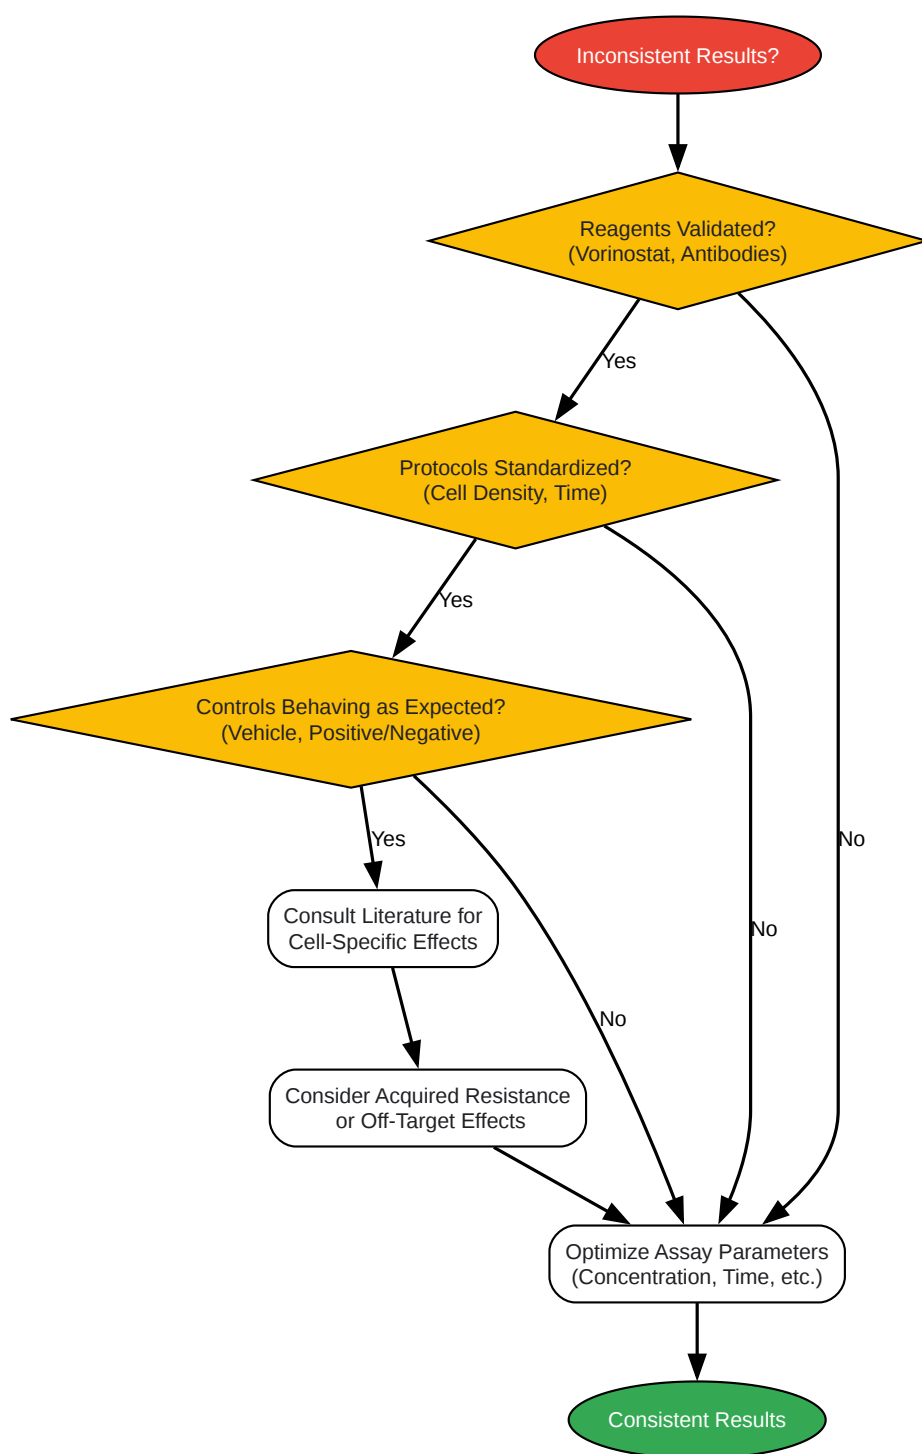 Inconsistent Results?
Reagents Validated?
(Vorinostat, Antibodies)
Yes
Protocols Standardized?
(Cell Density, Time)
Yes
Controls Behaving as Expected?
(Vehicle, Positive/Negative)
Yes
No
Consult Literature for
Cell-Specific Effects
No
No
Consider Acquired Resistance
or Off-Target Effects
Optimize Assay Parameters
(Concentration, Time, etc.)
Consistent Results